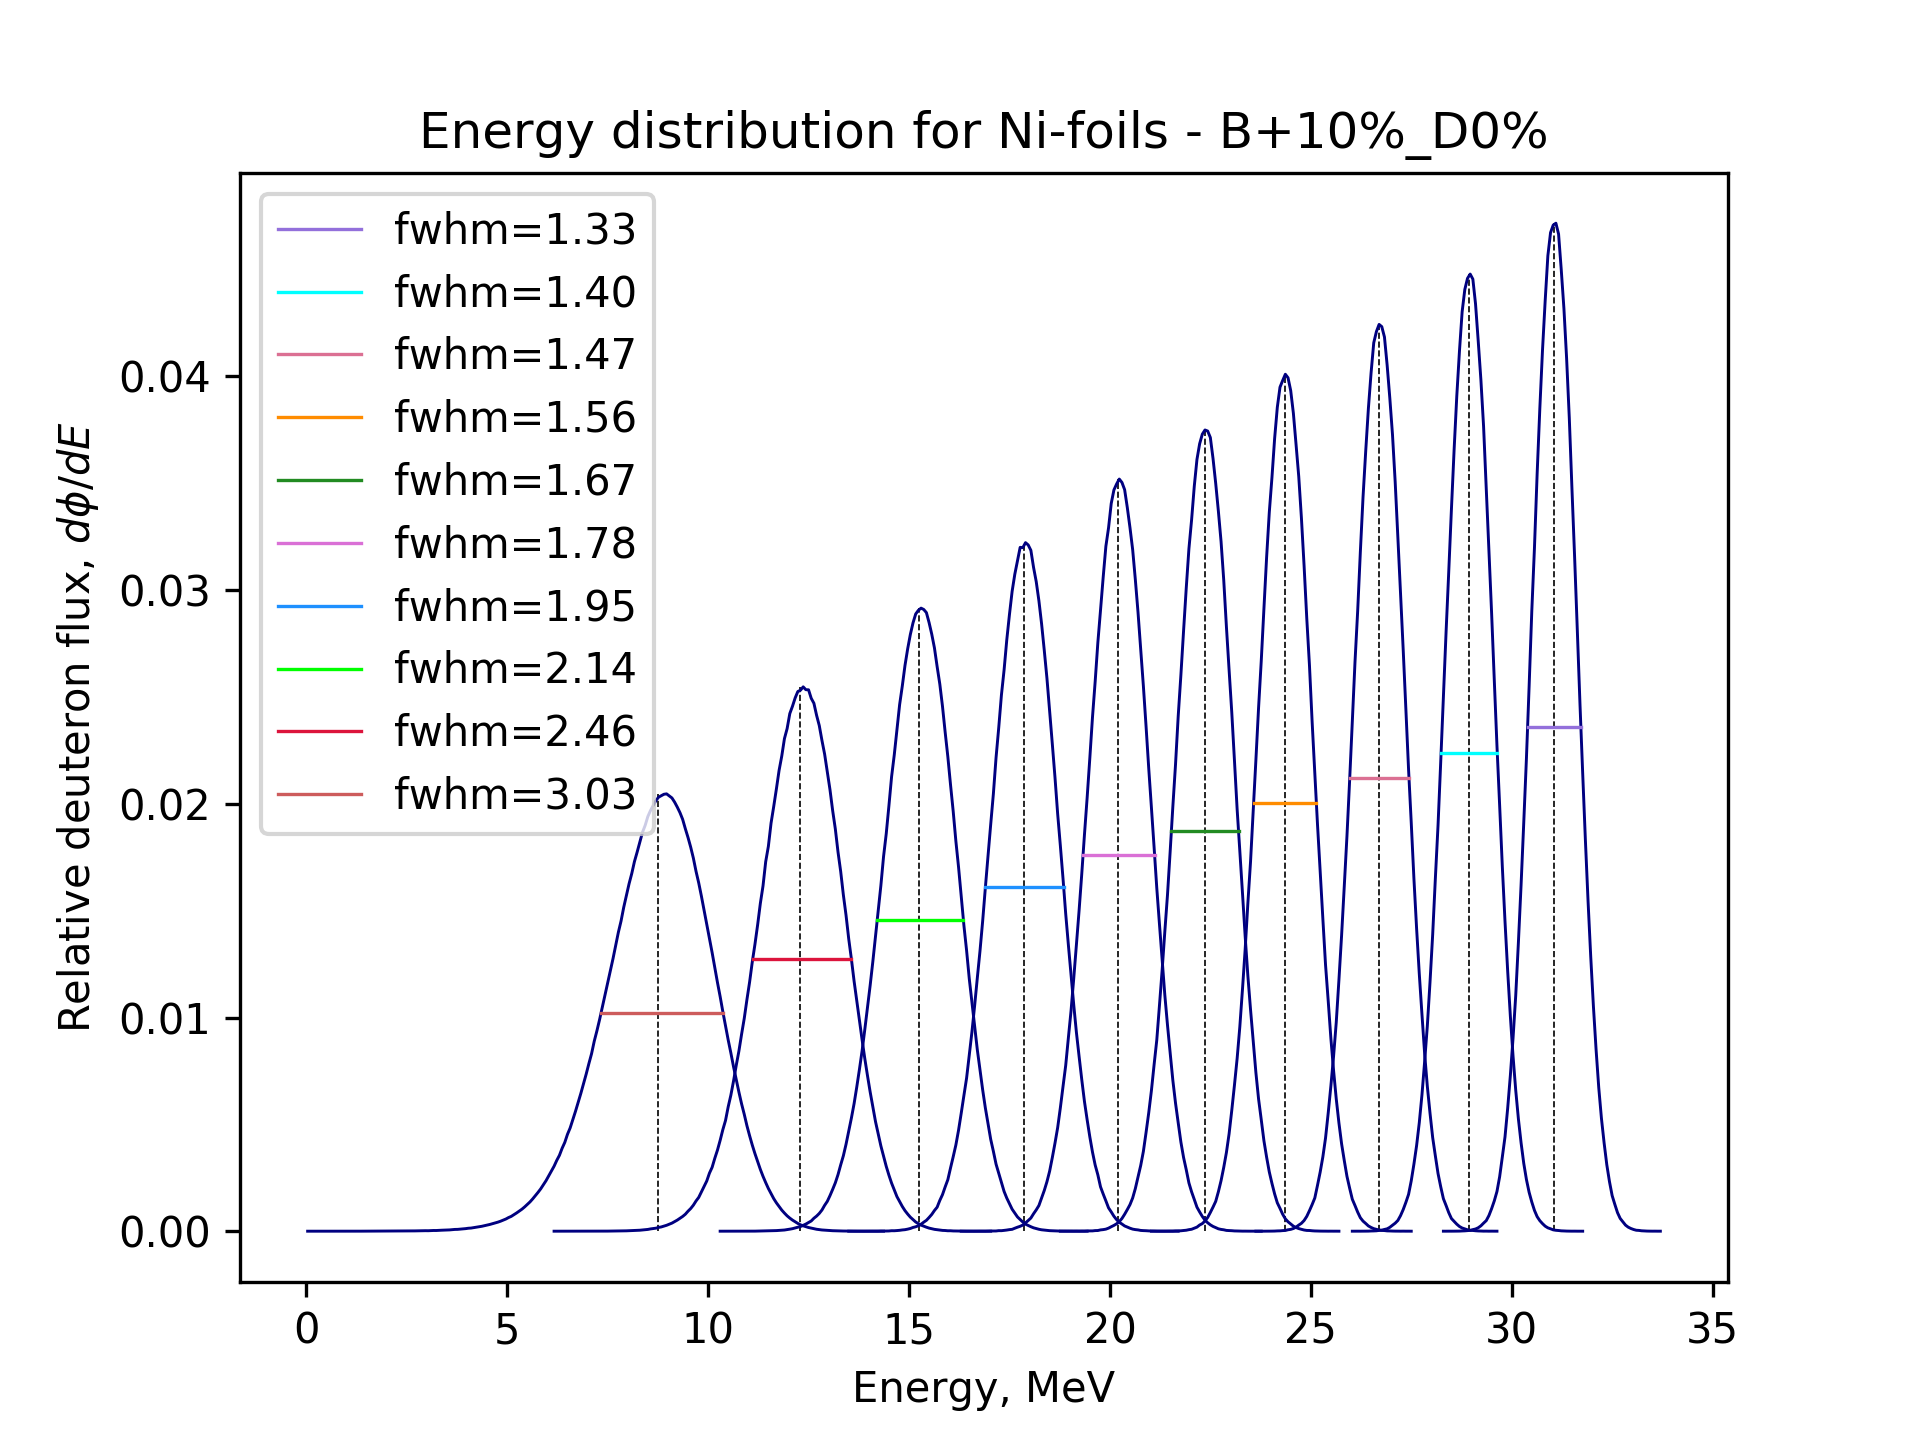 Energy distribution for Ni-foils - B+10%_D0%
fwhm=1.33
fwhm=1.40
fwhm=1.47
fwhm=1.56
fwhm=1.67
fwhm=1.78
fwhm=1.95
fwhm=2.14
fwhm=2.46
fwhm=3.03
Relative deuteron flux, dϕ/dE
0.04
0.03
0.02
0.01
0.00
0 5 10 15 20 25 30 35
Energy, MeV